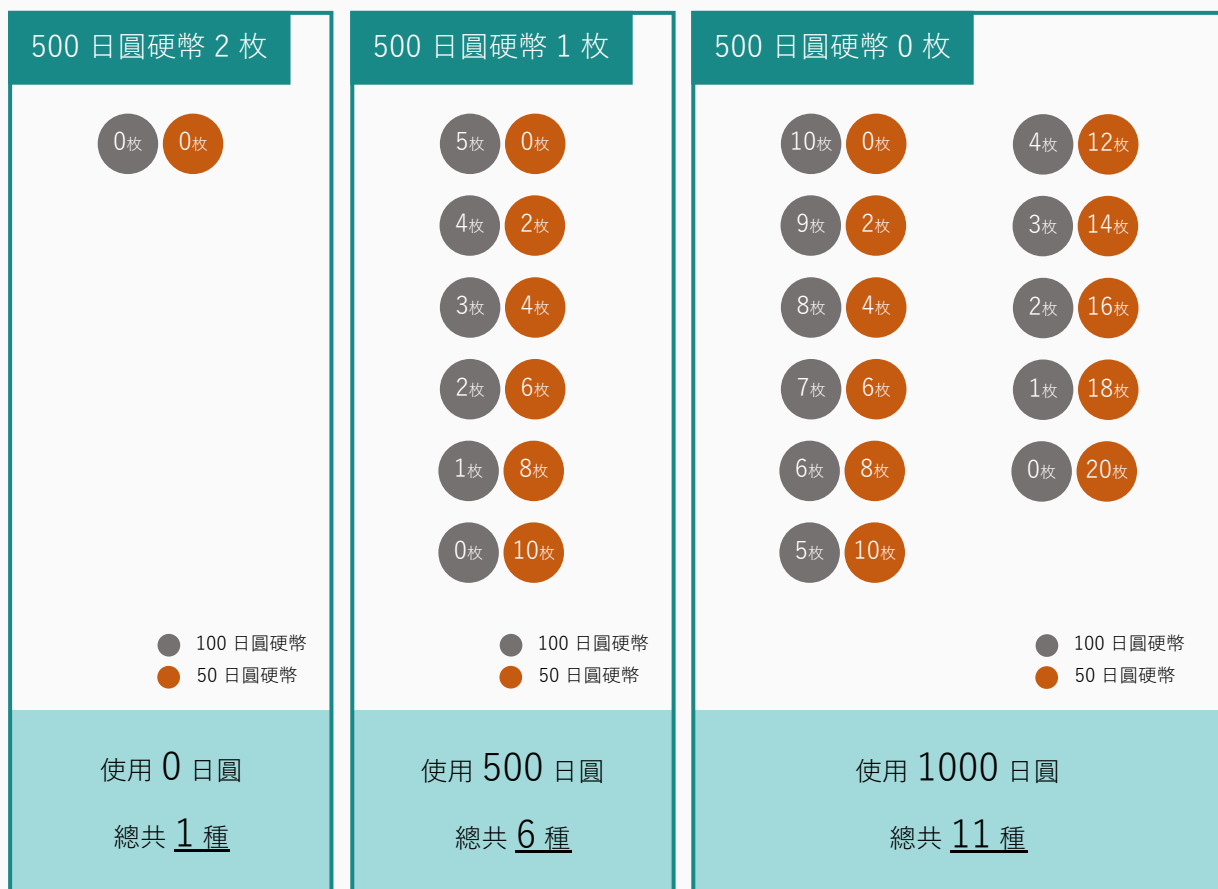 500 日圓硬幣 2 枚
0枚 0枚
100 日圓硬幣
50 日圓硬幣
使用 0 日圓
總共 1 種
500 日圓硬幣 1 枚
5枚 0枚
4枚 2枚
3枚 4枚
2枚 6枚
1枚 8枚
0枚 10枚
100 日圓硬幣
50 日圓硬幣
使用 500 日圓
總共 6 種
500 日圓硬幣 0 枚
10枚 0枚
9枚 2枚
8枚 4枚
7枚 6枚
6枚 8枚
5枚 10枚
4枚 12枚
3枚 14枚
2枚 16枚
1枚 18枚
0枚 20枚
100 日圓硬幣
50 日圓硬幣
使用 1000 日圓
總共 11 種